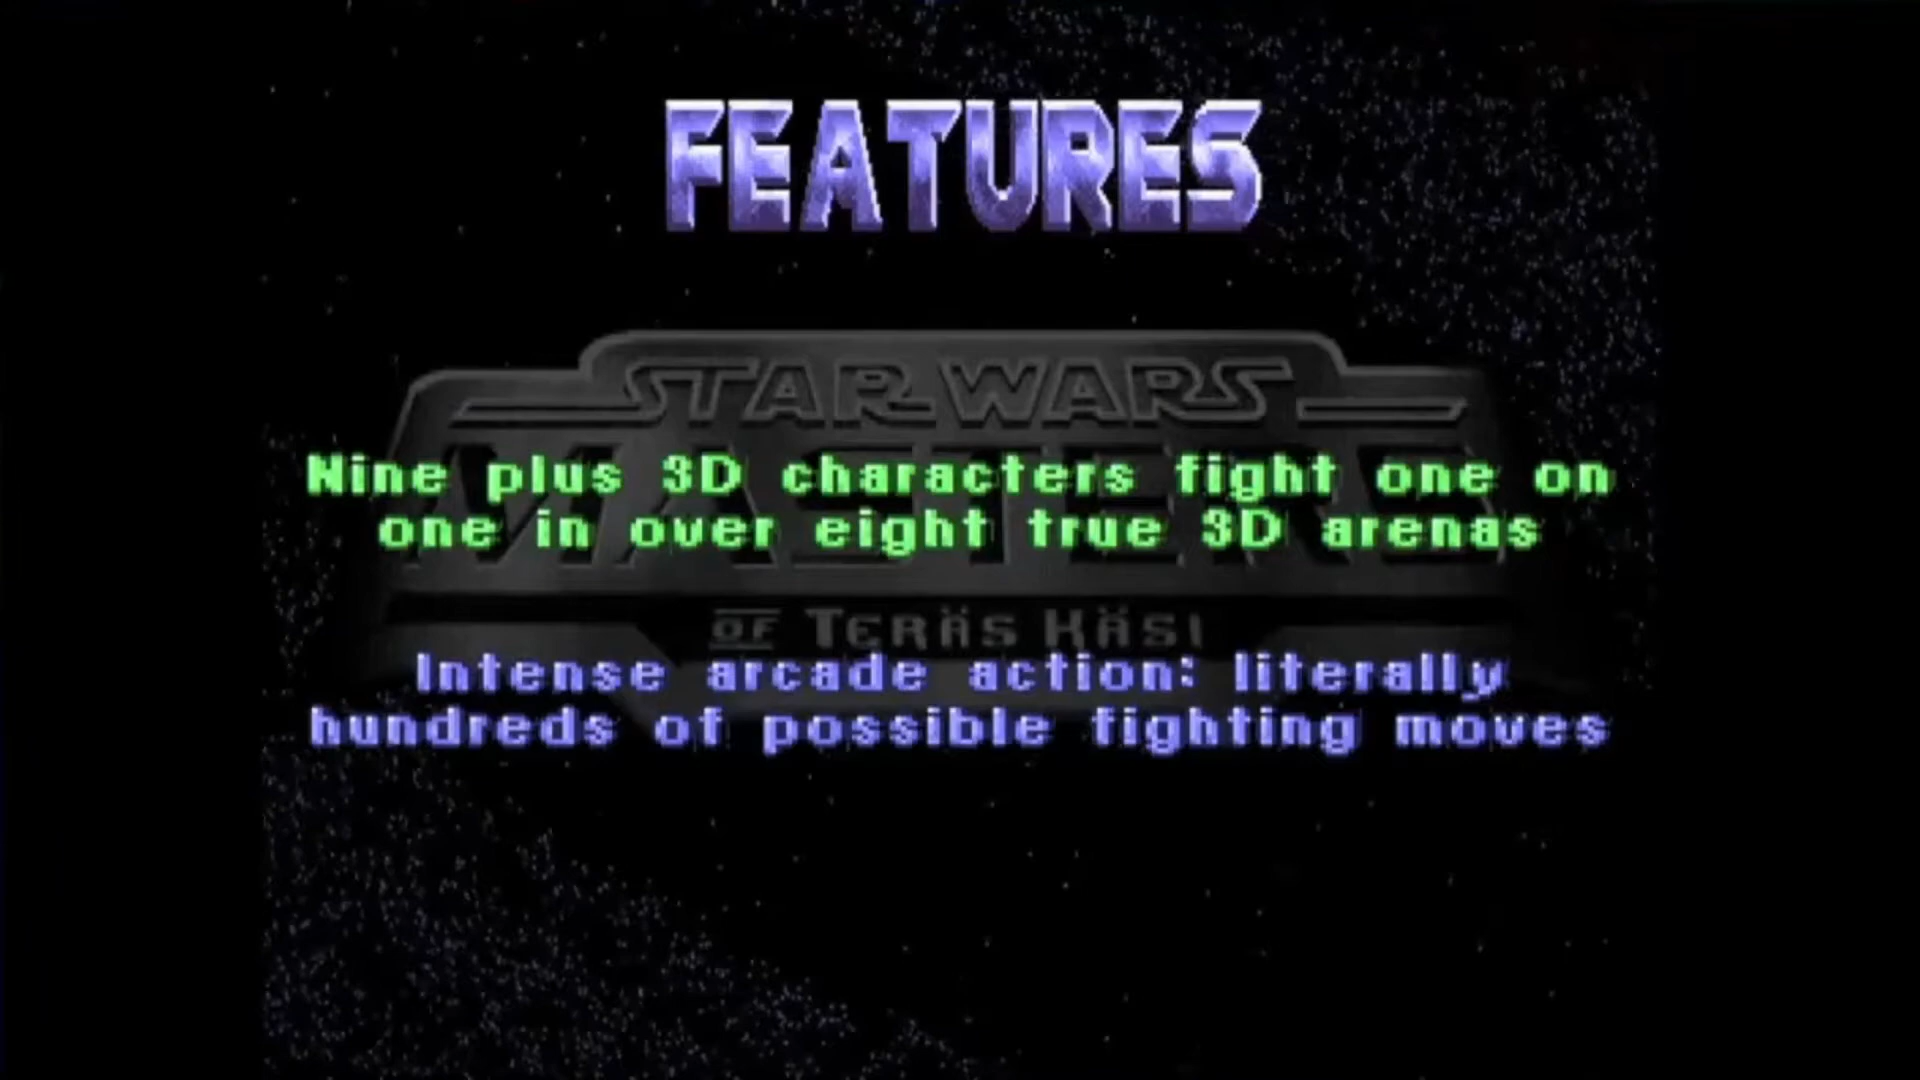 FEATURES
STAR WARS
MASTERS
Nine plus 3D characters fight one on
one in over eight true 3D arenas
OF TERÄS KÄSI
Intense arcade action: literally
hundreds of possible fighting moves